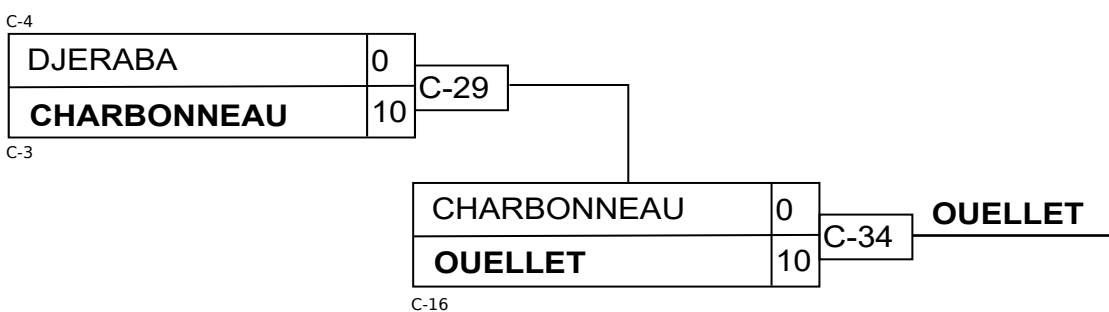 C-4
DJERABA 0
C-29
CHARBONNEAU 10
C-3
CHARBONNEAU 0
OUELLET
C-34
OUELLET 10
C-16